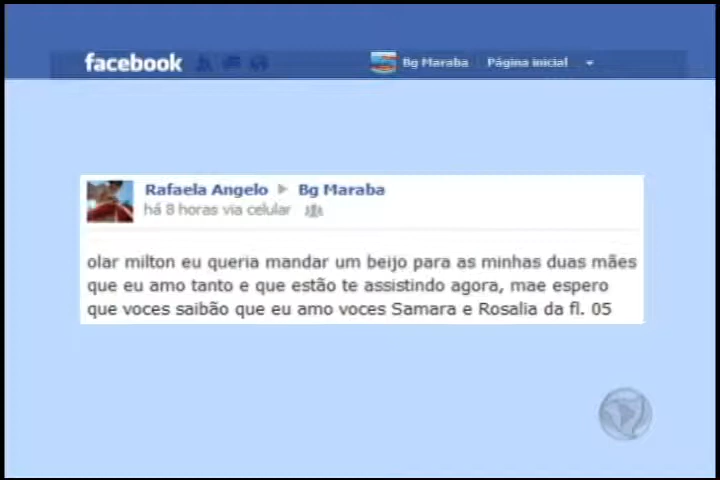 facebook
Bg Maraba Página inicial
Rafaela Angelo Bg Maraba
há 8 horas via celular
olar milton eu queria mandar um beijo para as minhas duas mães
que eu amo tanto e que estão te assistindo agora, mae espero
que voces saibão que eu amo voces Samara e Rosalia da fl. 05